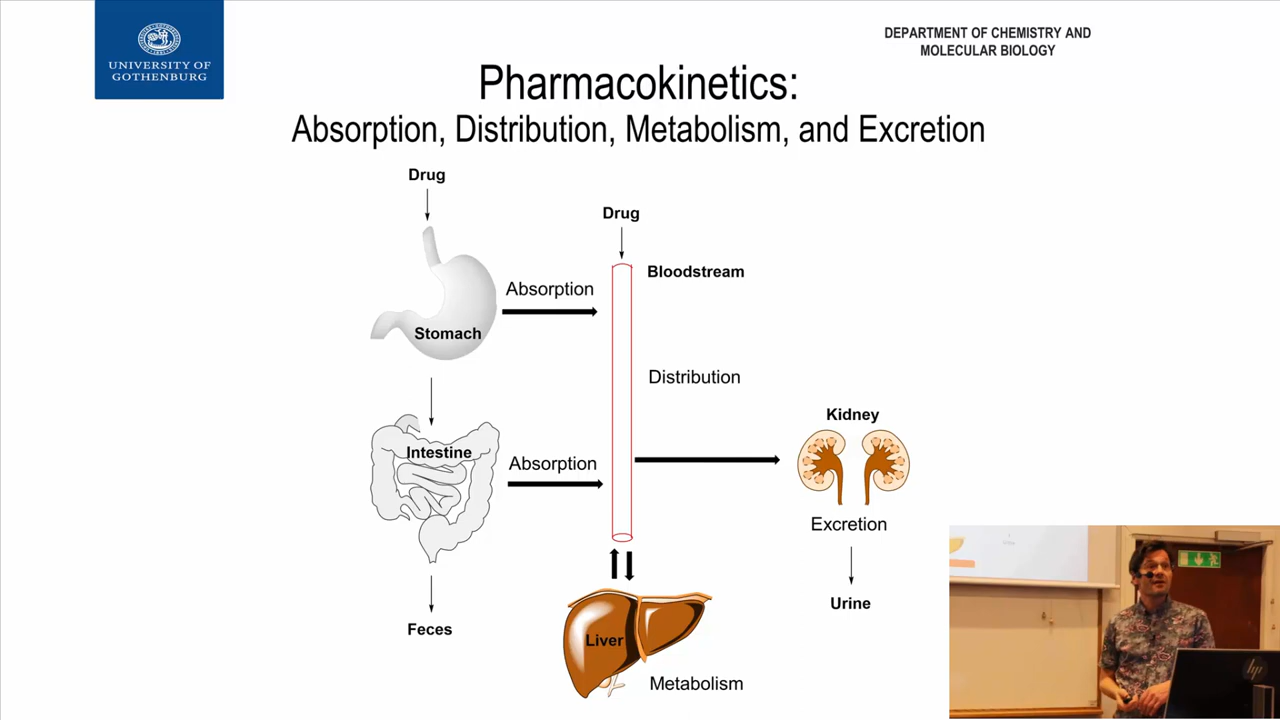 UNIVERSITY OF
GOTHENBURG
DEPARTMENT OF CHEMISTRY AND
MOLECULAR BIOLOGY
Pharmacokinetics:
Absorption, Distribution, Metabolism, and Excretion
Drug
Drug
Bloodstream
Absorption
Stomach
Distribution
Kidney
Intestine
Absorption
Excretion
Urine
Feces
Liver
Metabolism
hp